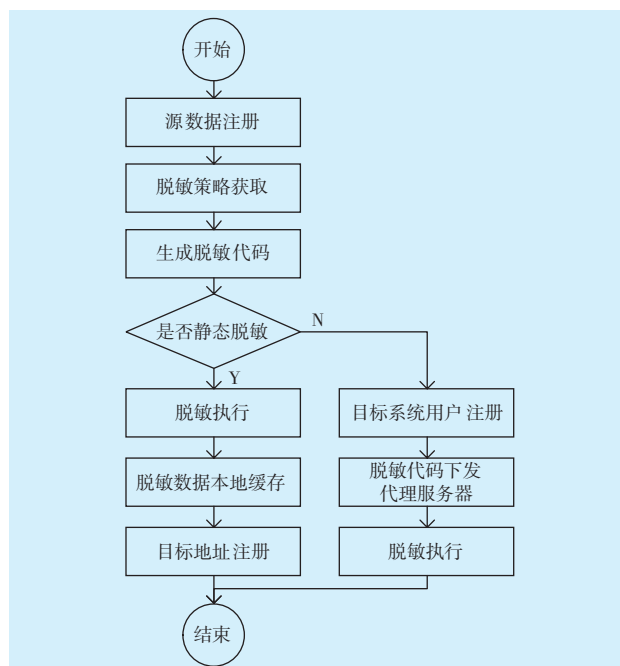 开始
源数据注册
脱敏策略获取
生成脱敏代码
是否静态脱敏
N
Y
脱敏执行
脱敏数据本地缓存
目标地址注册
目标系统用户注册
脱敏代码下发
代理服务器
脱敏执行
结束